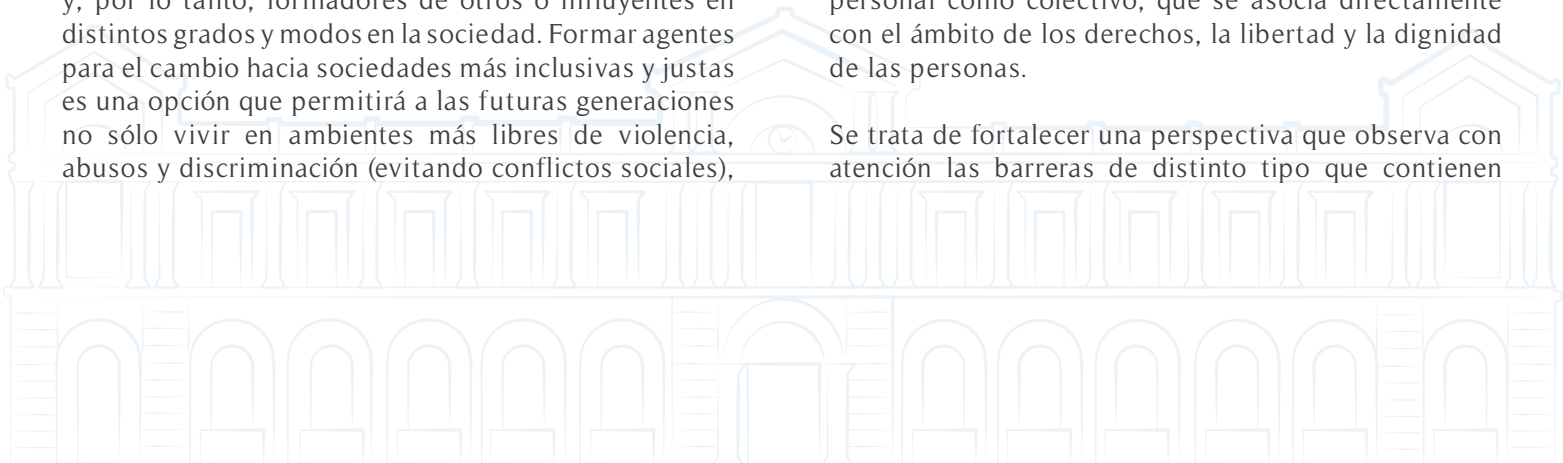 y, por lo tanto, formadores de otros o influyentes en
distintos grados y modos en la sociedad. Formar agentes
para el cambio hacia sociedades más inclusivas y justas
es una opción que permitirá a las futuras generaciones
no sólo vivir en ambientes más libres de violencia,
abusos y discriminación (evitando conflictos sociales),
personal como colectivo, que se asocia directamente
con el ámbito de los derechos, la libertad y la dignidad
de las personas.
Se trata de fortalecer una perspectiva que observa con
atención las barreras de distinto tipo que contienen